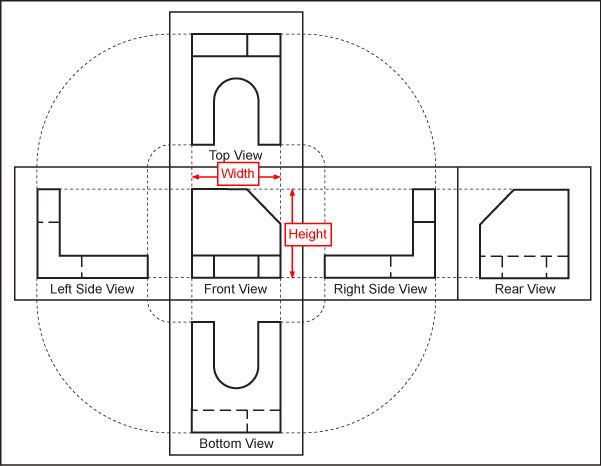 Top View
Width
Height
Left Side View
Front View
Right Side View
Rear View
Bottom View